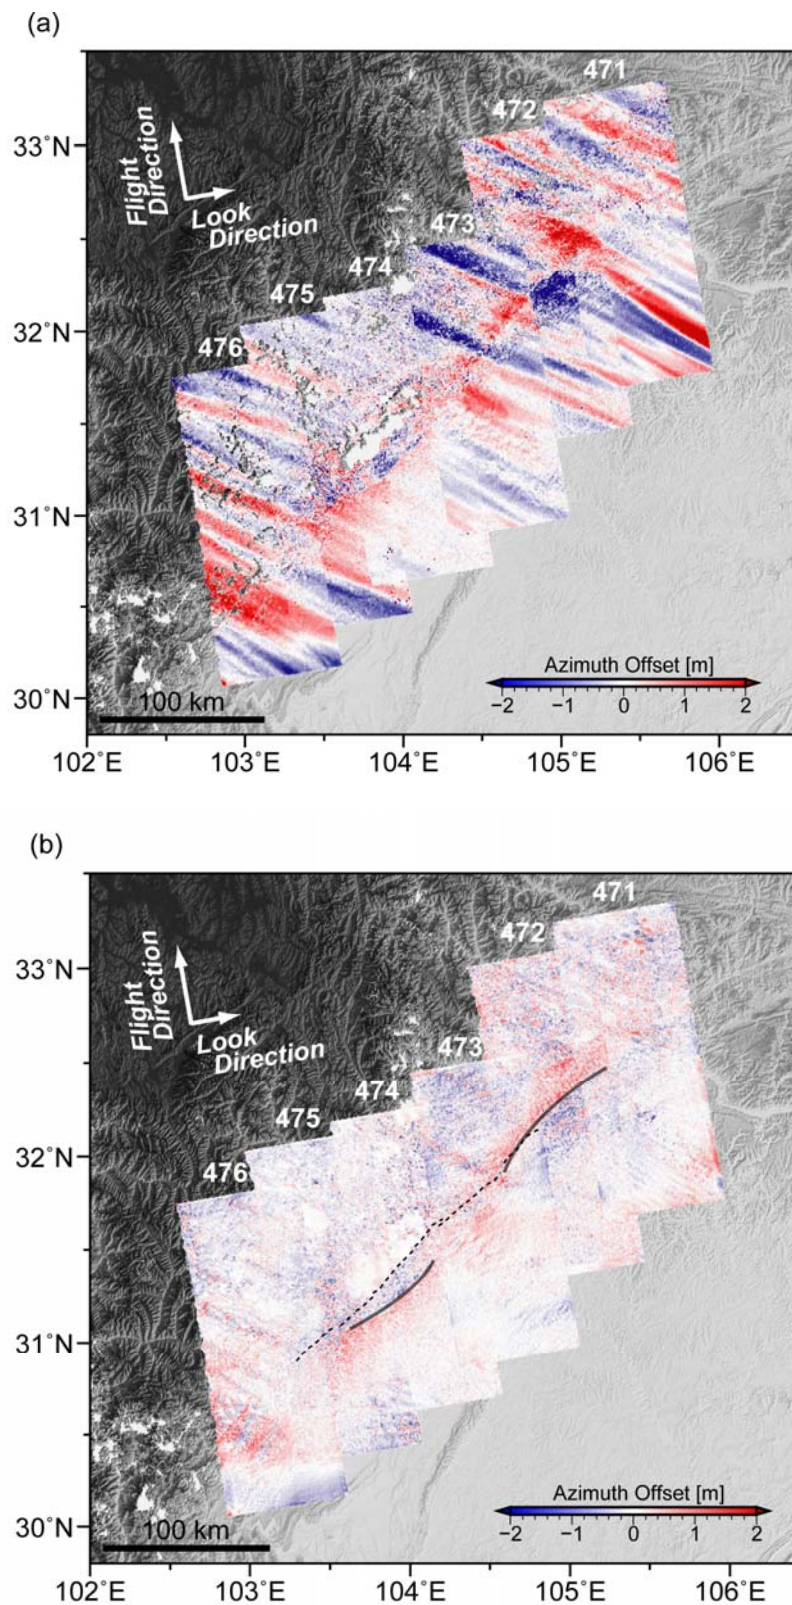 (a)
471
472
33°N
Flight
Direction
Look
Direction
473
474
475
32°N
476
31°N
Azimuth Offset [m]
30°N
100 km
−2 −1 0 1 2
102°E 103°E 104°E 105°E 106°E
(b)
471
472
33°N
Flight
Direction
Look
Direction
473
474
475
32°N
476
31°N
Azimuth Offset [m]
30°N
100 km
−2 −1 0 1 2
102°E 103°E 104°E 105°E 106°E